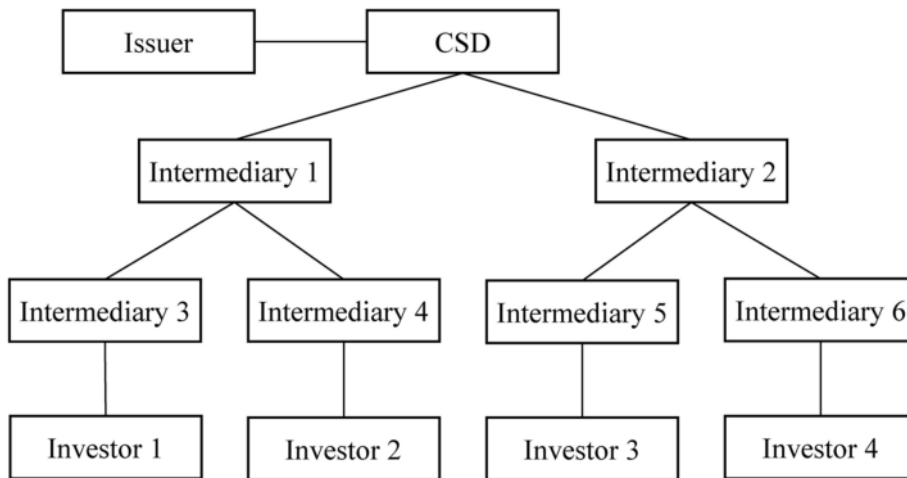 Issuer
CSD
Intermediary 1
Intermediary 2
Intermediary 3
Intermediary 4
Intermediary 5
Intermediary 6
Investor 1
Investor 2
Investor 3
Investor 4